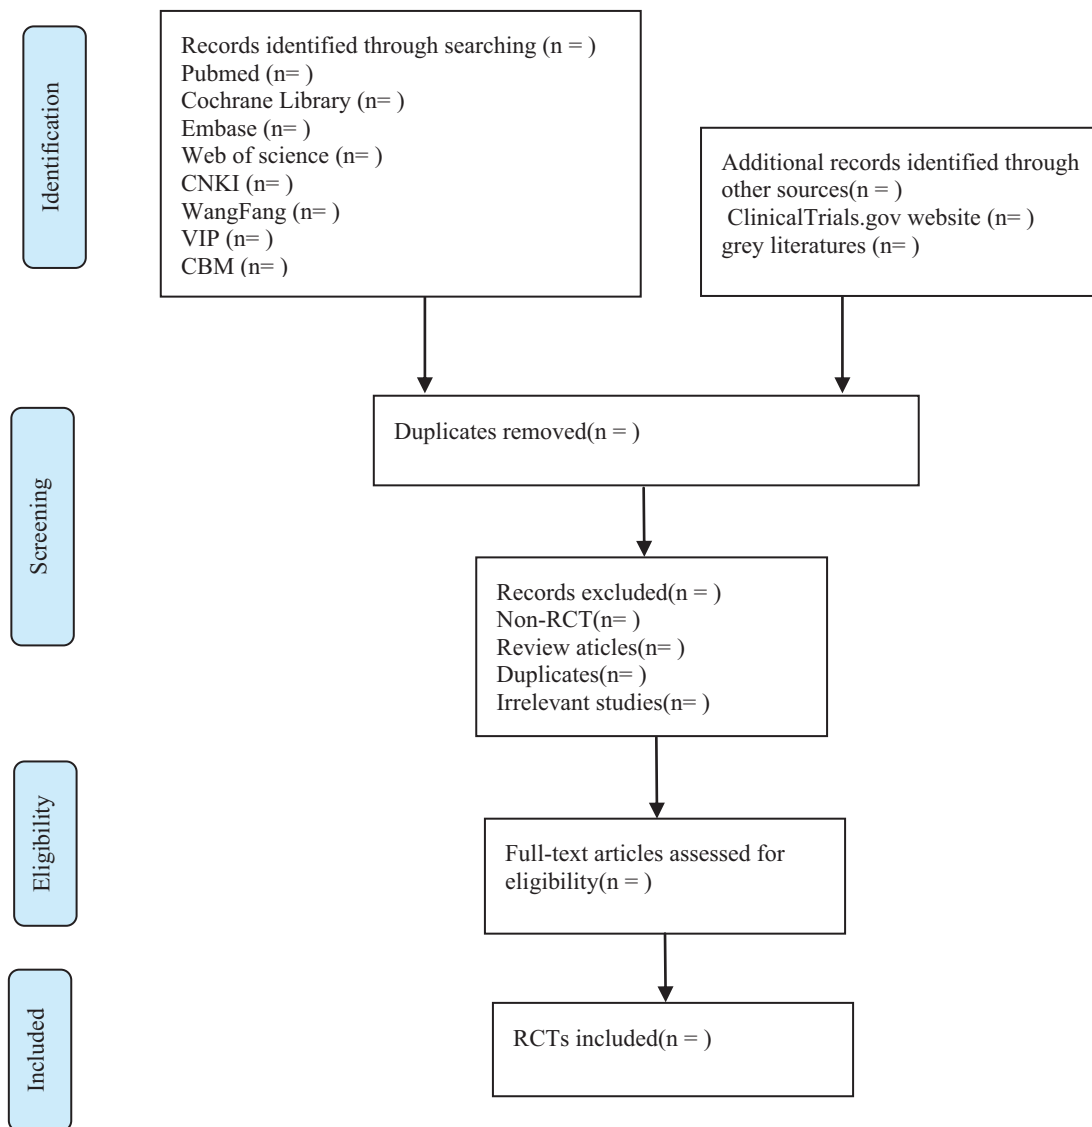 Identification
Records identified through searching (n = )
Pubmed (n= )
Cochrane Library (n= )
Embase (n= )
Web of science (n= )
CNKI (n= )
WangFang (n= )
VIP (n= )
CBM (n= )
Additional records identified through
other sources(n = )
ClinicalTrials.gov website (n= )
grey literatures (n= )
Screening
Duplicates removed(n = )
Records excluded(n = )
Non-RCT(n= )
Review aticles(n= )
Duplicates(n= )
Irrelevant studies(n= )
Eligibility
Full-text articles assessed for
eligibility(n = )
Included
RCTs included(n = )